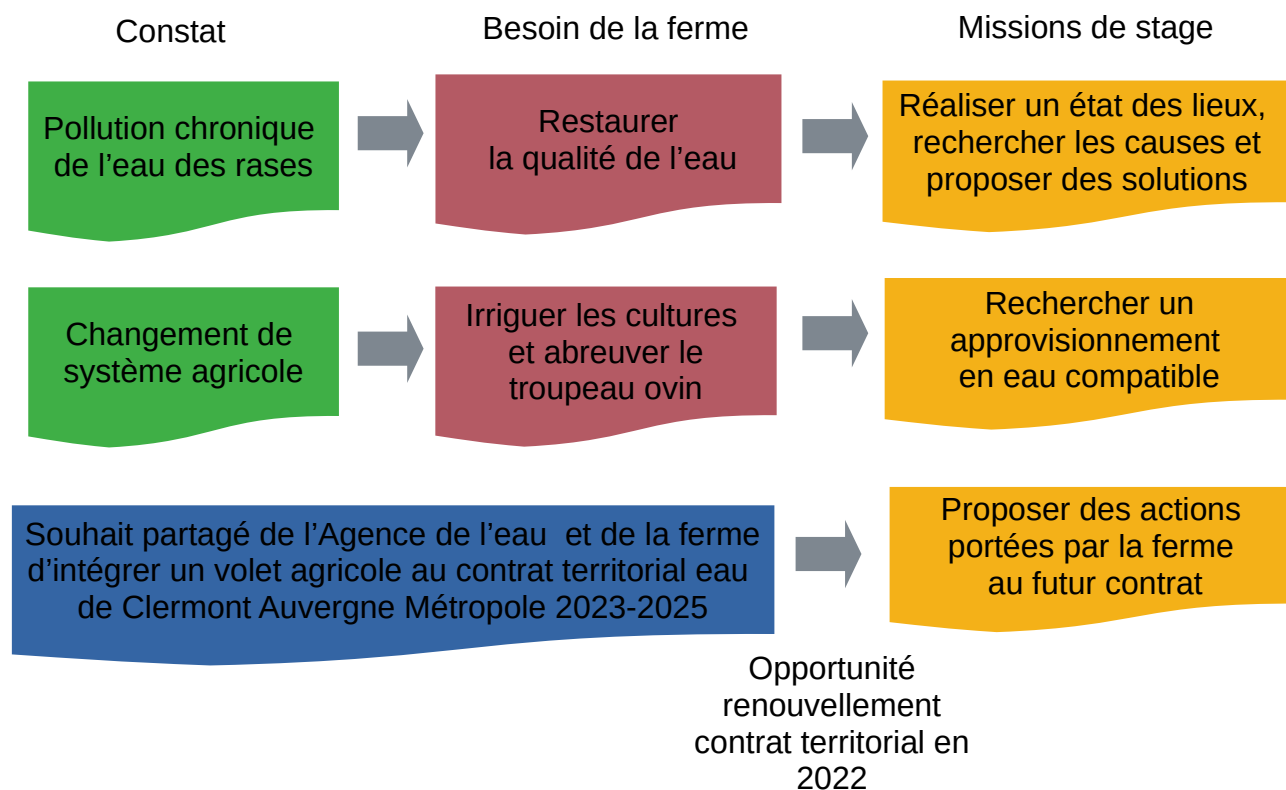 Constat
Besoin de la ferme
Missions de stage
Pollution chronique
de l'eau des rases
Restaurer
la qualité de l'eau
Réaliser un état des lieux,
rechercher les causes et
proposer des solutions
Changement de
système agricole
Irriguer les cultures
et abreuver le
troupeau ovin
Rechercher un
approvisionnement
en eau compatible
Souhait partagé de l'Agence de l'eau et de la ferme
d'intégrer un volet agricole au contrat territorial eau
de Clermont Auvergne Métropole 2023-2025
Proposer des actions
portées par la ferme
au futur contrat
Opportunité
renouvellement
contrat territorial en
2022